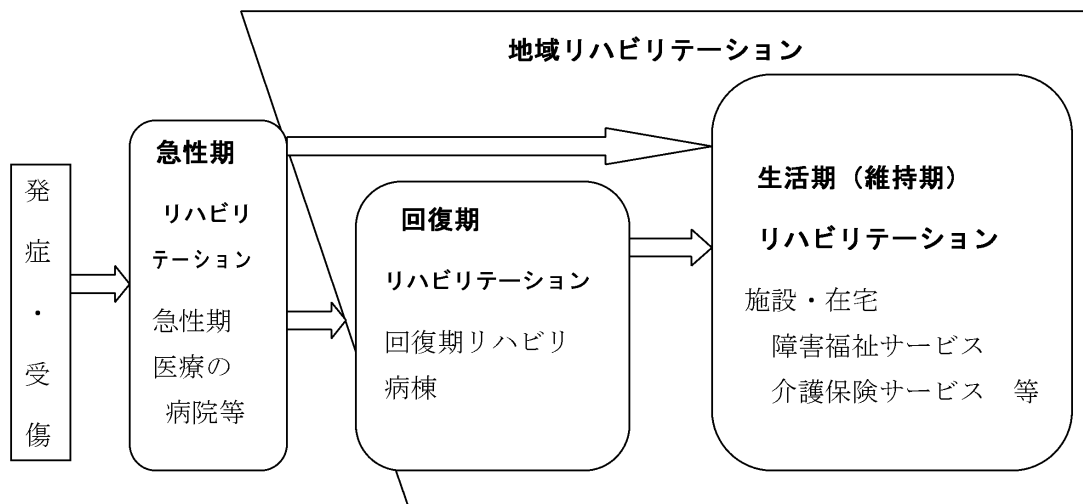 地域リハビリテーション
発症・受傷
急性期
リハビリ
テーション
急性期
医療の
病院等
回復期
リハビリテーション
回復期リハビリ
病棟
生活期（維持期）
リハビリテーション
施設・在宅
障害福祉サービス
介護保険サービス　等